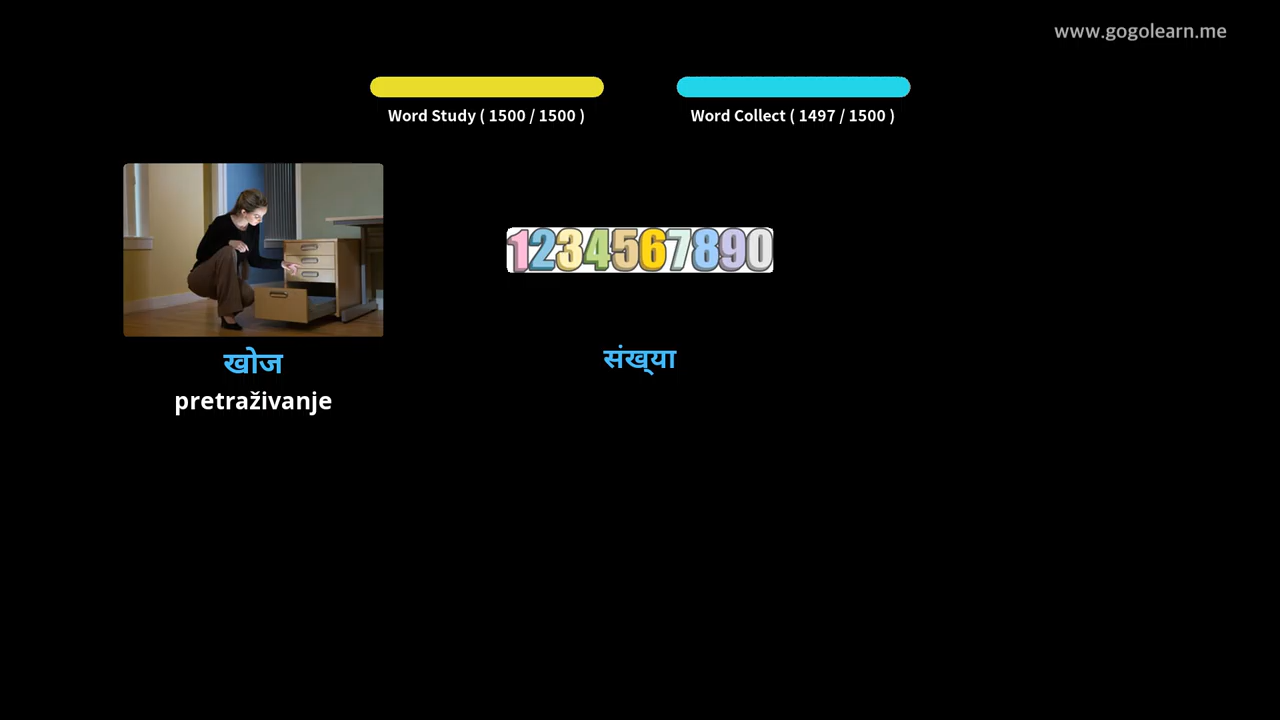 www.gogolearn.me
Word Study ( 1500 / 1500 )
Word Collect ( 1497 / 1500 )
1234567890
खोज
संख्या
pretraživanje